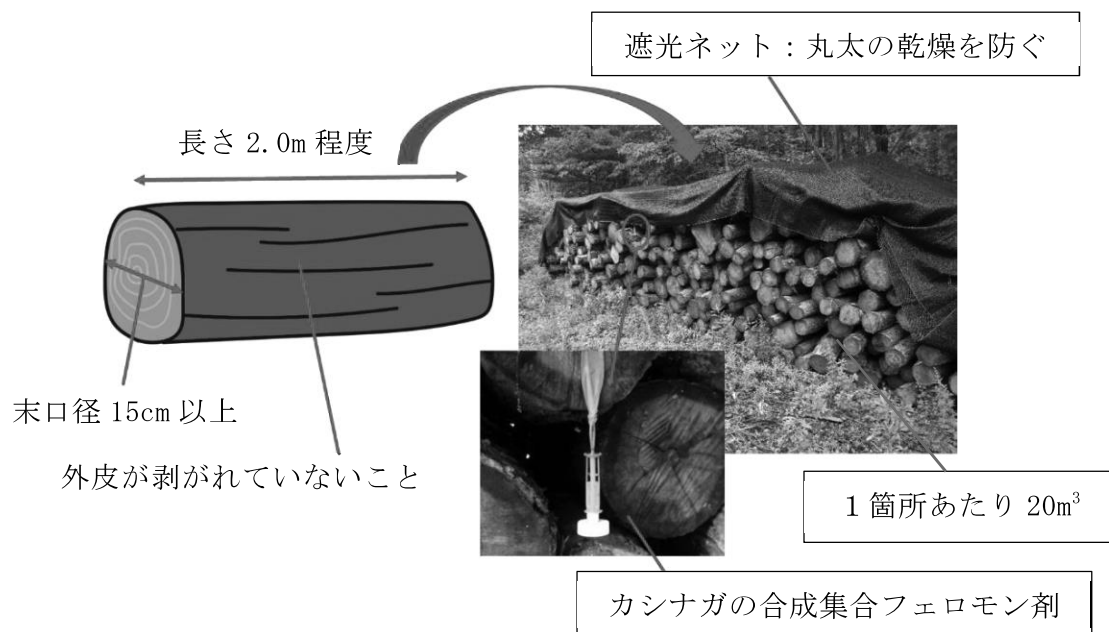 遮光ネット：丸太の乾燥を防ぐ
長さ 2.0m 程度
末口径 15cm 以上
外皮が剥がれていないこと
１箇所あたり 20m³
カシナガの合成集合フェロモン剤